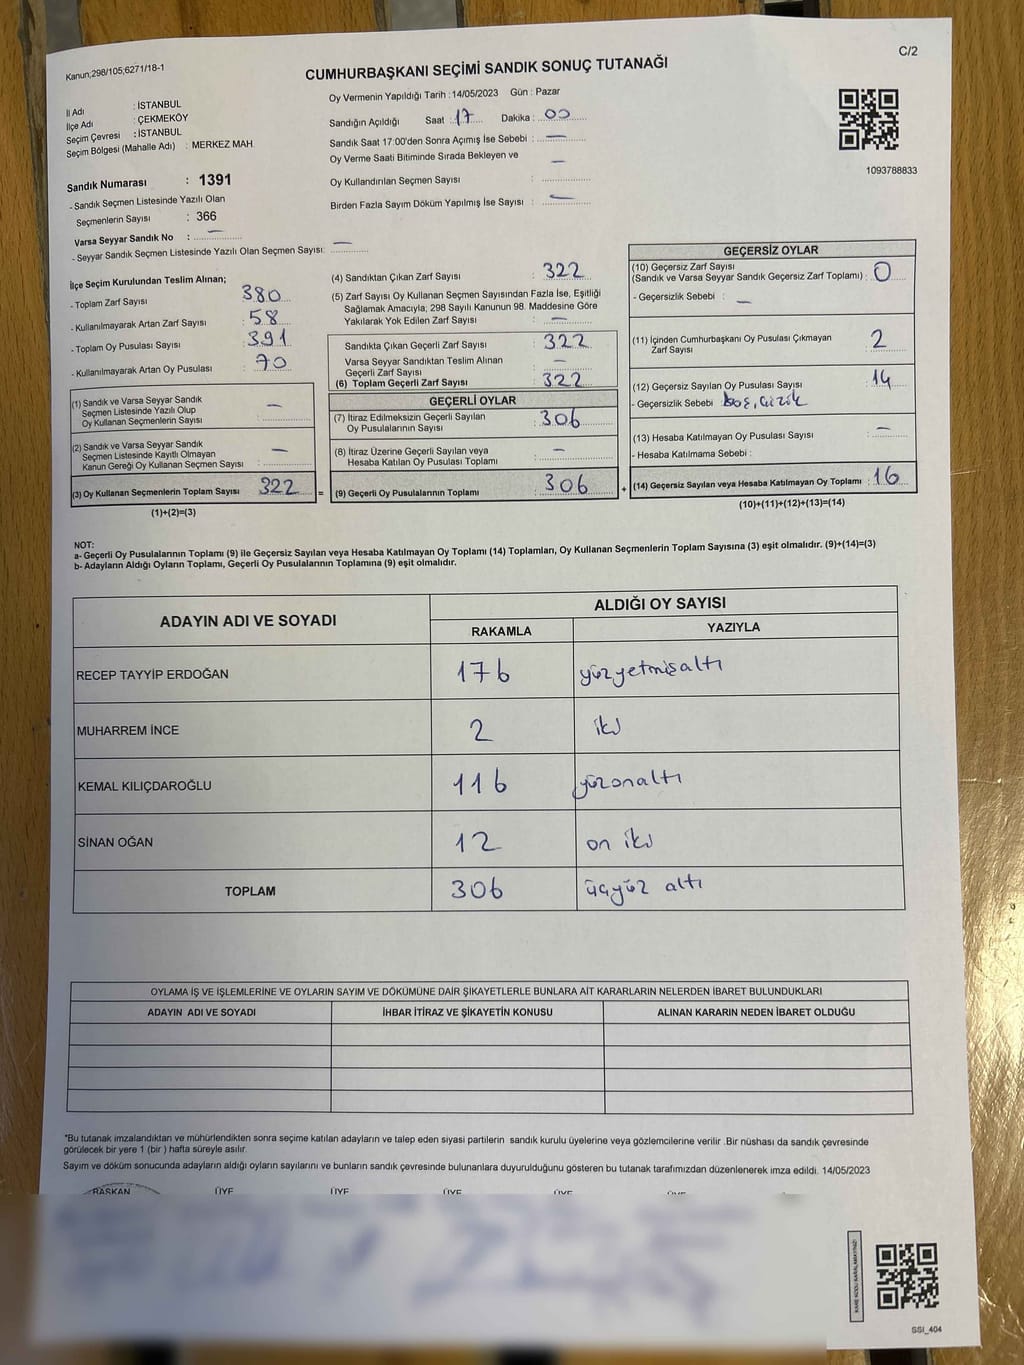 C/2
Kanun;298/105;6271/18-1
CUMHURBAŞKANI SEÇİMİ SANDIK SONUÇ TUTANAĞI
İl Adı : İSTANBUL
İlçe Adı : ÇEKMEKÖY
Seçim Çevresi : İSTANBUL
Seçim Bölgesi (Mahalle Adı) : MERKEZ MAH.
Oy Vermenin Yapıldığı Tarih : 14/05/2023 Gün : Pazar
Sandığın Açıldığı Saat : 17 Dakika : 00
Sandık Saat 17:00'den Sonra Açımış İse Sebebi : —
Oy Verme Saati Bitiminde Sırada Bekleyen ve
Oy Kullandırılan Seçmen Sayısı : —
Birden Fazla Sayım Döküm Yapılmış İse Sayısı : —
1093788833
Sandık Numarası : 1391
- Sandık Seçmen Listesinde Yazılı Olan
Seçmenlerin Sayısı : 366
Varsa Seyyar Sandık No : —
- Seyyar Sandık Seçmen Listesinde Yazılı Olan Seçmen Sayısı: —
İlçe Seçim Kurulundan Teslim Alınan;
- Toplam Zarf Sayısı : 380
- Kullanılmayarak Artan Zarf Sayısı : 58
- Toplam Oy Pusulası Sayısı : 391
- Kullanılmayarak Artan Oy Pusulası : 70
(1) Sandık ve Varsa Seyyar Sandık
Seçmen Listesinde Yazılı Olup
Oy Kullanan Seçmenlerin Sayısı : —
(2) Sandık ve Varsa Seyyar Sandık
Seçmen Listesinde Kayıtlı Olmayan
Kanun Gereği Oy Kullanan Seçmen Sayısı : —
(3) Oy Kullanan Seçmenlerin Toplam Sayısı : 322 =
(1)+(2)=(3)
(4) Sandıktan Çıkan Zarf Sayısı : 322
(5) Zarf Sayısı Oy Kullanan Seçmen Sayısından Fazla İse, Eşitliği
Sağlamak Amacıyla; 298 Sayılı Kanunun 98. Maddesine Göre
Yakılarak Yok Edilen Zarf Sayısı : —
Sandıkta Çıkan Geçerli Zarf Sayısı : 322
Varsa Seyyar Sandıktan Teslim Alınan
Geçerli Zarf Sayısı : —
(6) Toplam Geçerli Zarf Sayısı : 322
GEÇERLİ OYLAR
(7) İtiraz Edilmeksizin Geçerli Sayılan
Oy Pusulalarının Sayısı : 306
(8) İtiraz Üzerine Geçerli Sayılan veya
Hesaba Katılan Oy Pusulası Toplamı : —
(9) Geçerli Oy Pusulalarının Toplamı : 306 +
GEÇERSİZ OYLAR
(10) Geçersiz Zarf Sayısı
(Sandık ve Varsa Seyyar Sandık Geçersiz Zarf Toplamı) : 0
- Geçersizlik Sebebi : —
(11) İçinden Cumhurbaşkanı Oy Pusulası Çıkmayan
Zarf Sayısı : 2
(12) Geçersiz Sayılan Oy Pusulası Sayısı : 14
- Geçersizlik Sebebi : boş, çizik
(13) Hesaba Katılmayan Oy Pusulası Sayısı : —
- Hesaba Katılmama Sebebi :
(14) Geçersiz Sayılan veya Hesaba Katılmayan Oy Toplamı : 16
(10)+(11)+(12)+(13)=(14)
NOT:
a- Geçerli Oy Pusulalarının Toplamı (9) ile Geçersiz Sayılan veya Hesaba Katılmayan Oy Toplamı (14) Toplamları, Oy Kullanan Seçmenlerin Toplam Sayısına (3) eşit olmalıdır. (9)+(14)=(3)
b- Adayların Aldığı Oyların Toplamı, Geçerli Oy Pusulalarının Toplamına (9) eşit olmalıdır.
ADAYIN ADI VE SOYADI ALDIĞI OY SAYISI
RAKAMLA YAZIYLA
RECEP TAYYİP ERDOĞAN 176 yüzyetmişaltı
MUHARREM İNCE 2 iki
KEMAL KILIÇDAROĞLU 116 yüzonaltı
SİNAN OĞAN 12 on iki
TOPLAM 306 üçyüz altı
OYLAMA İŞ VE İŞLEMLERİNE VE OYLARIN SAYIM VE DÖKÜMÜNE DAİR ŞİKAYETLERLE BUNLARA AİT KARARLARIN NELERDEN İBARET BULUNDUKLARI
ADAYIN ADI VE SOYADI İHBAR İTİRAZ VE ŞİKAYETİN KONUSU ALINAN KARARIN NEDEN İBARET OLDUĞU
*Bu tutanak imzalandıktan ve mühürlendikten sonra seçime katılan adayların ve talep eden siyasi partilerin sandık kurulu üyelerine veya gözlemcilerine verilir .Bir nüshası da sandık çevresinde
görülecek bir yere 1 (bir ) hafta süreyle asılır.
Sayım ve döküm sonucunda adayların aldığı oyların sayılarını ve bunların sandık çevresinde bulunanlara duyurulduğunu gösteren bu tutanak tarafımızdan düzenlenerek imza edildi. 14/05/2023
BAŞKAN ÜYE ÜYE ÜYE ÜYE ÜYE
SSI_404